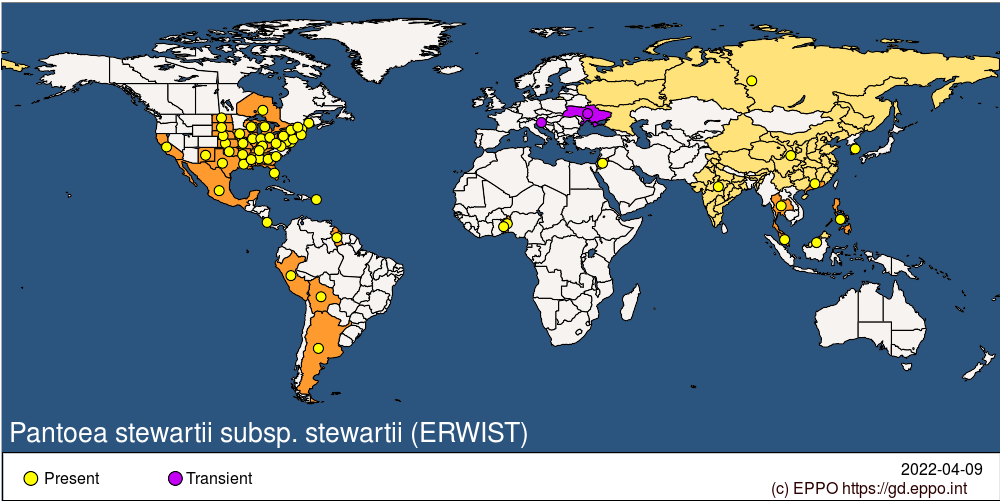 Pantoea stewartii subsp. stewartii (ERWIST)
Present
Transient
2022-04-09
(c) EPPO https://gd.eppo.int